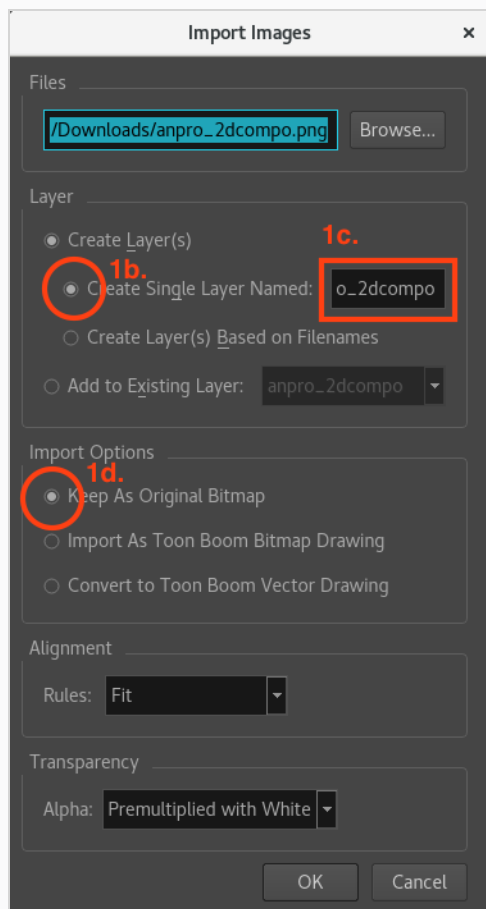 Import Images ×
Files
/Downloads/anpro_2dcompo.png Browse...
Layer
Create Layer(s)
1c.
1b.
Create Single Layer Named: o_2dcompo
Create Layer(s) Based on Filenames
Add to Existing Layer: anpro_2dcompo
Import Options
1d.
Keep As Original Bitmap
Import As Toon Boom Bitmap Drawing
Convert to Toon Boom Vector Drawing
Alignment
Rules: Fit
Transparency
Alpha: Premultiplied with White
OK Cancel